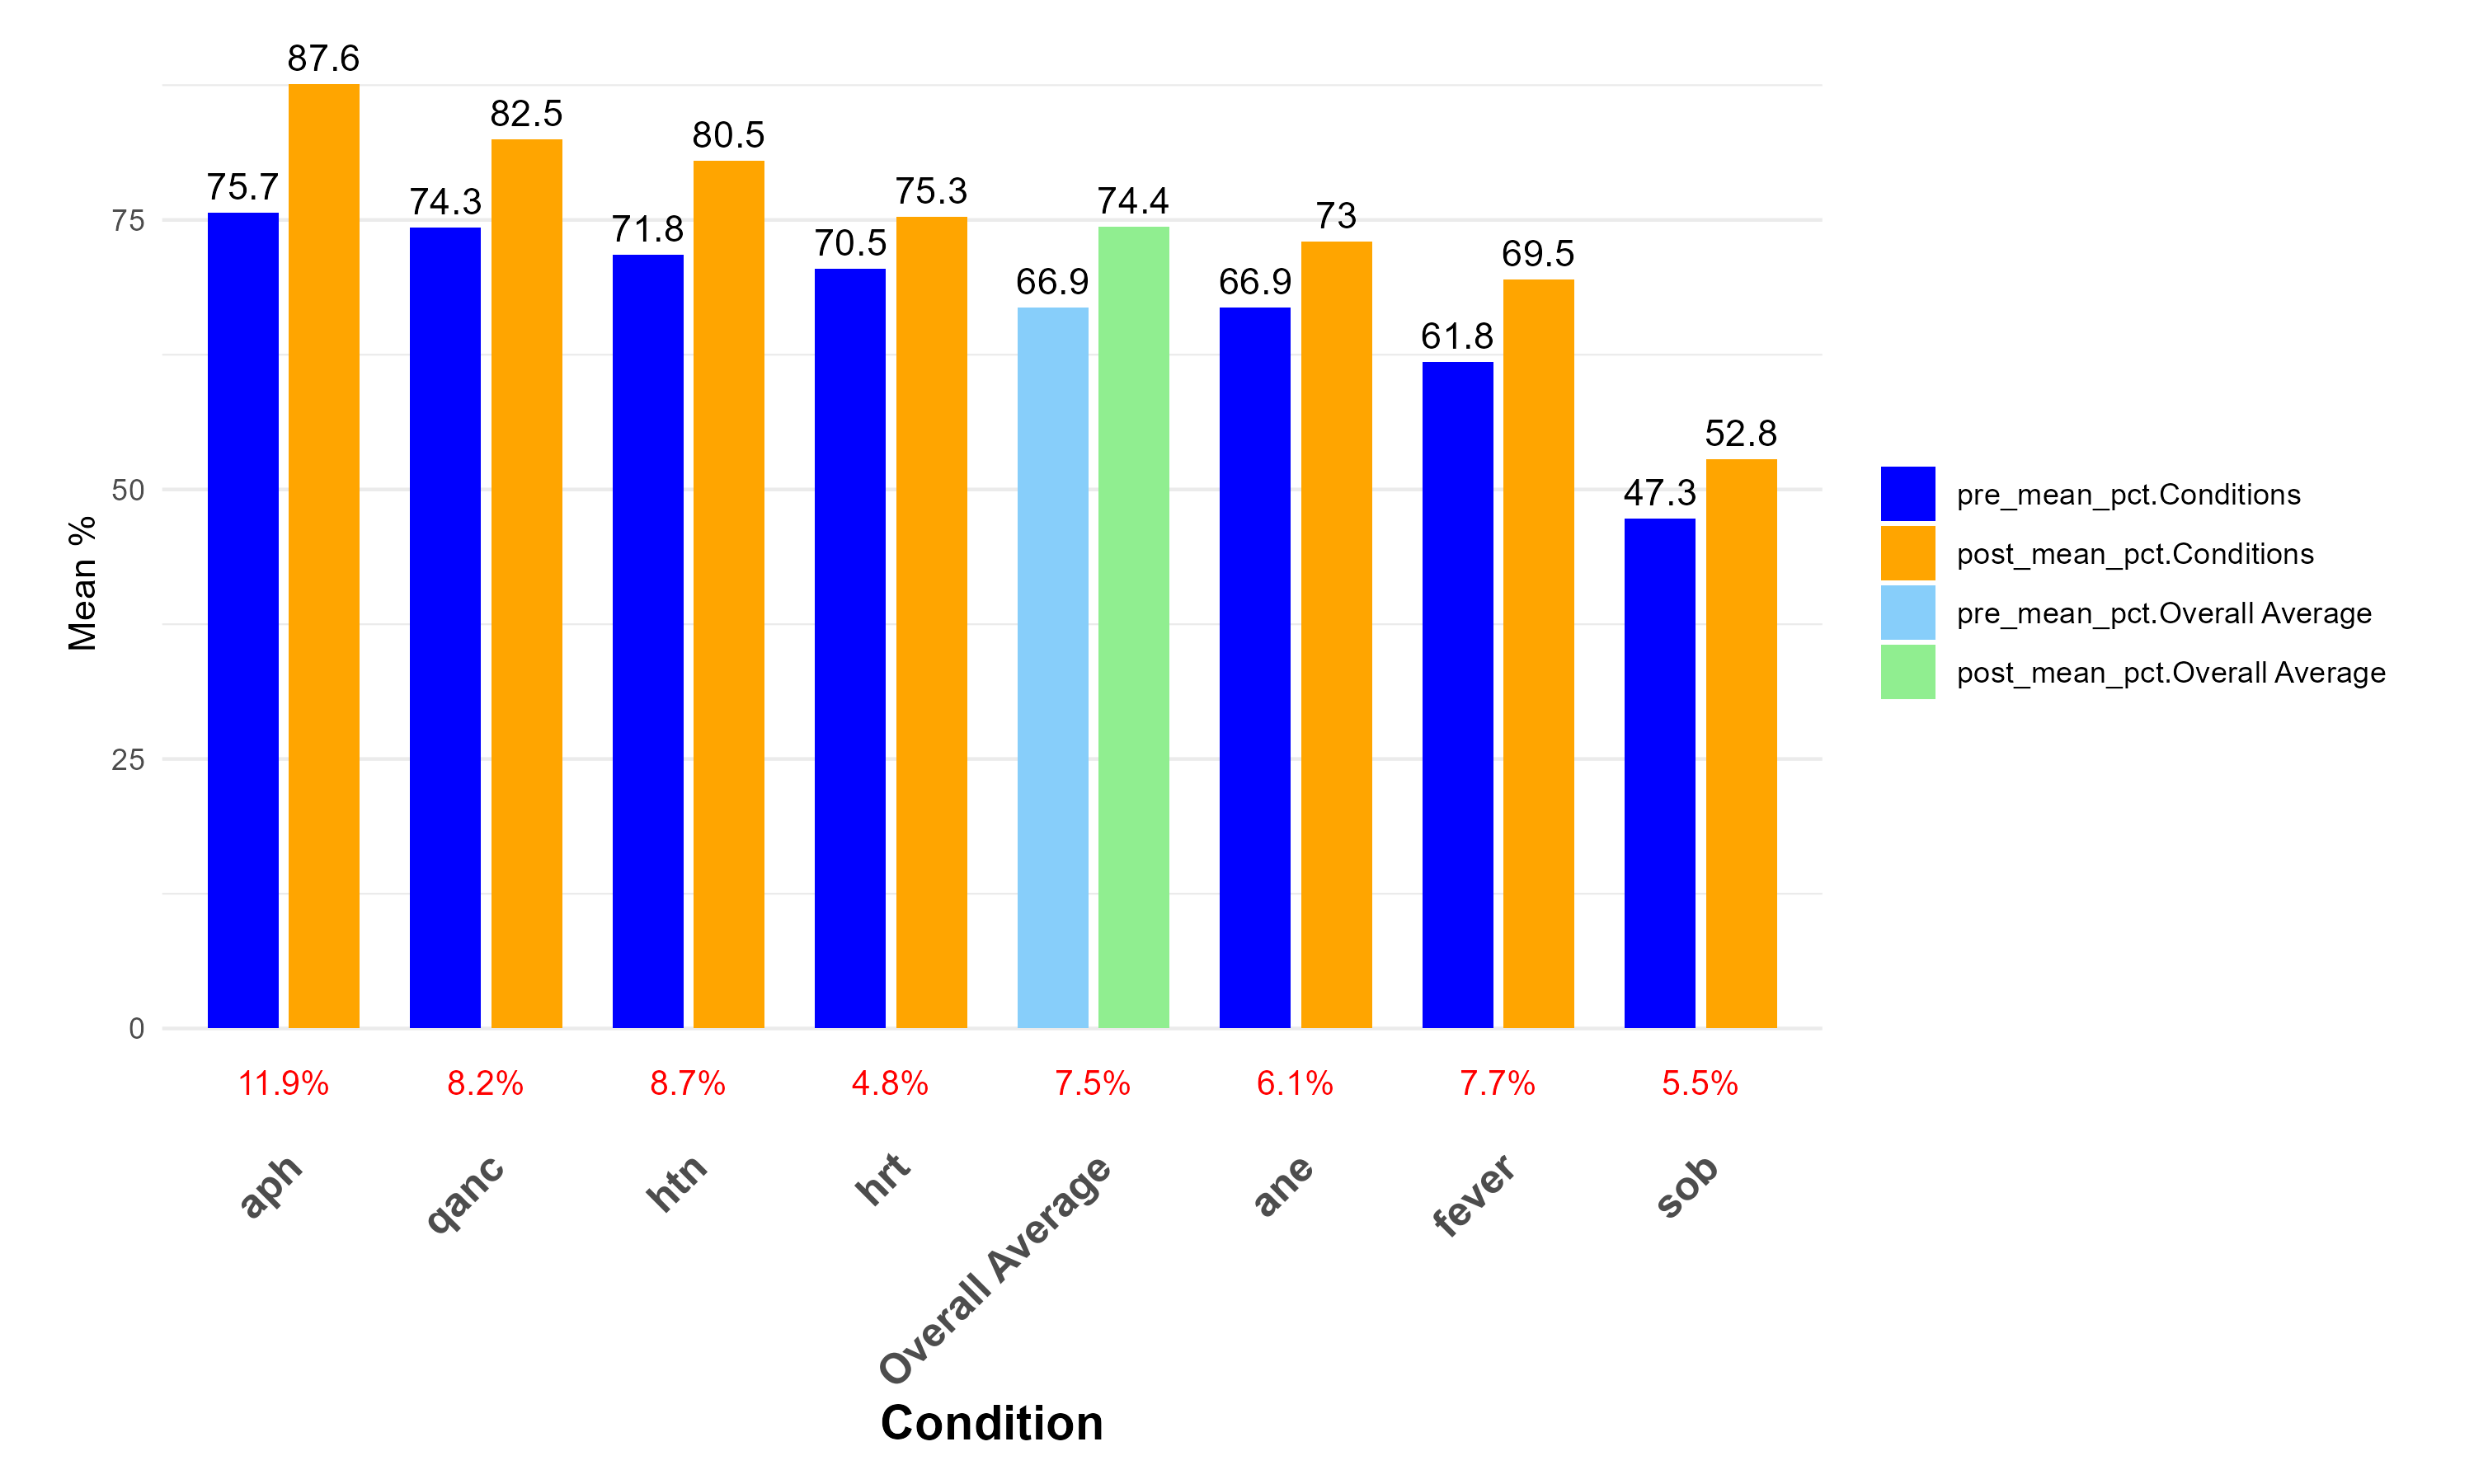 87.6
82.5
80.5
75.7
75.3
74.3
74.4
73
71.8
70.5
69.5
66.9
66.9
61.8
52.8
47.3
75
50
25
0
Mean %
pre_mean_pct.Conditions
post_mean_pct.Conditions
pre_mean_pct.Overall Average
post_mean_pct.Overall Average
11.9% 8.2% 8.7% 4.8% 7.5% 6.1% 7.7% 5.5%
aph
qanc
htn
hrt
Overall Average
ane
fever
sob
Condition